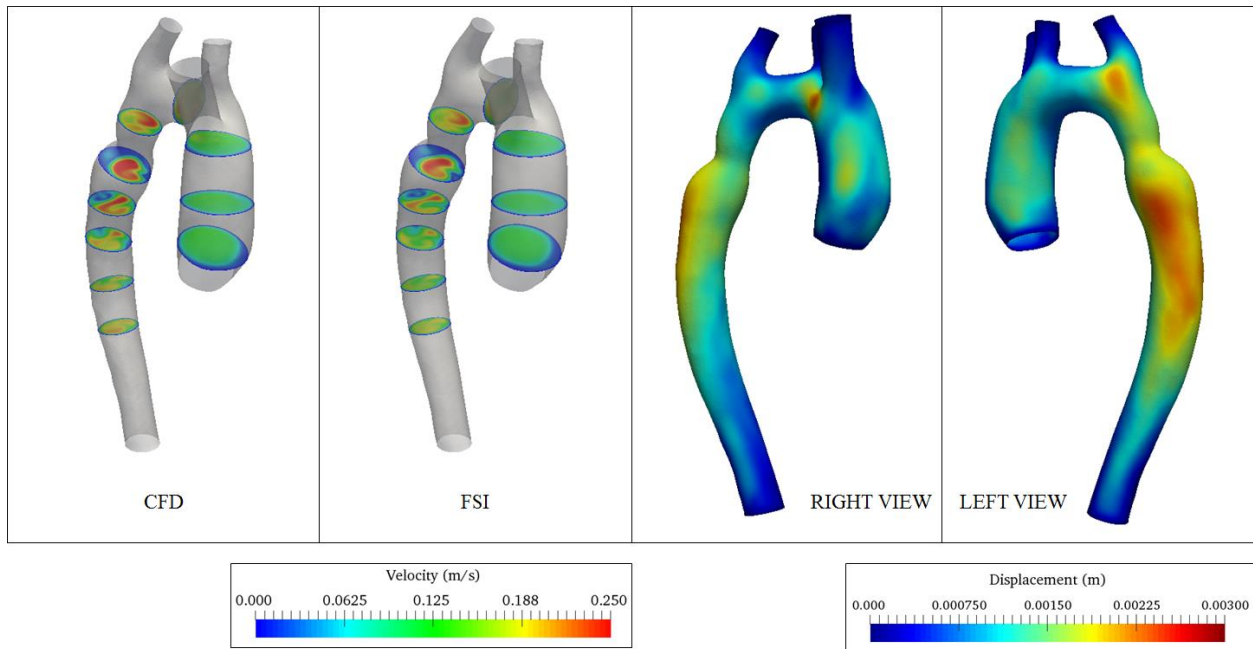 CFD
FSI
RIGHT VIEW
LEFT VIEW
Velocity (m/s)
0.000 0.0625 0.125 0.188 0.250
Displacement (m)
0.000 0.000750 0.00150 0.00225 0.00300